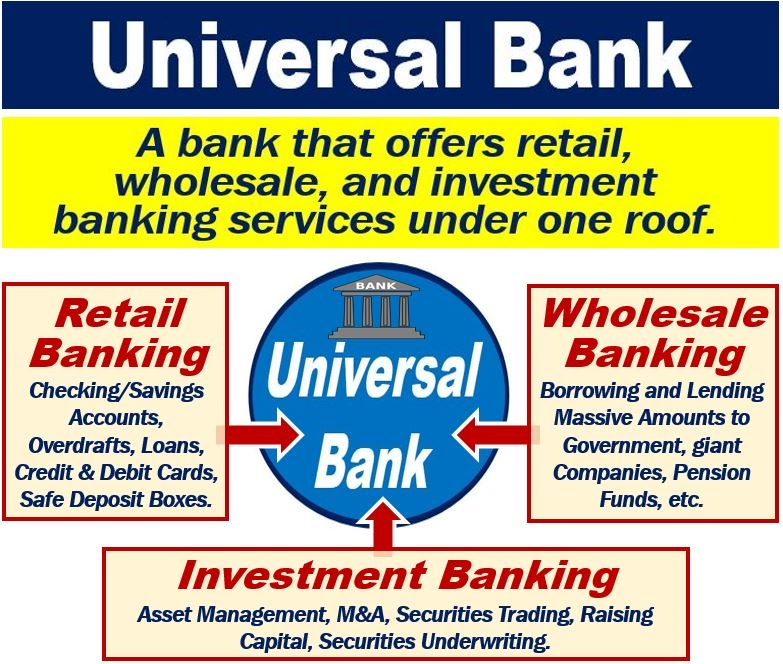 Universal Bank
A bank that offers retail,
wholesale, and investment
banking services under one roof.
Retail
Banking
Checking/Savings
Accounts,
Overdrafts, Loans,
Credit & Debit Cards,
Safe Deposit Boxes.
BANK
Universal
Bank
Wholesale
Banking
Borrowing and Lending
Massive Amounts to
Government, giant
Companies, Pension
Funds, etc.
Investment Banking
Asset Management, M&A, Securities Trading, Raising
Capital, Securities Underwriting.